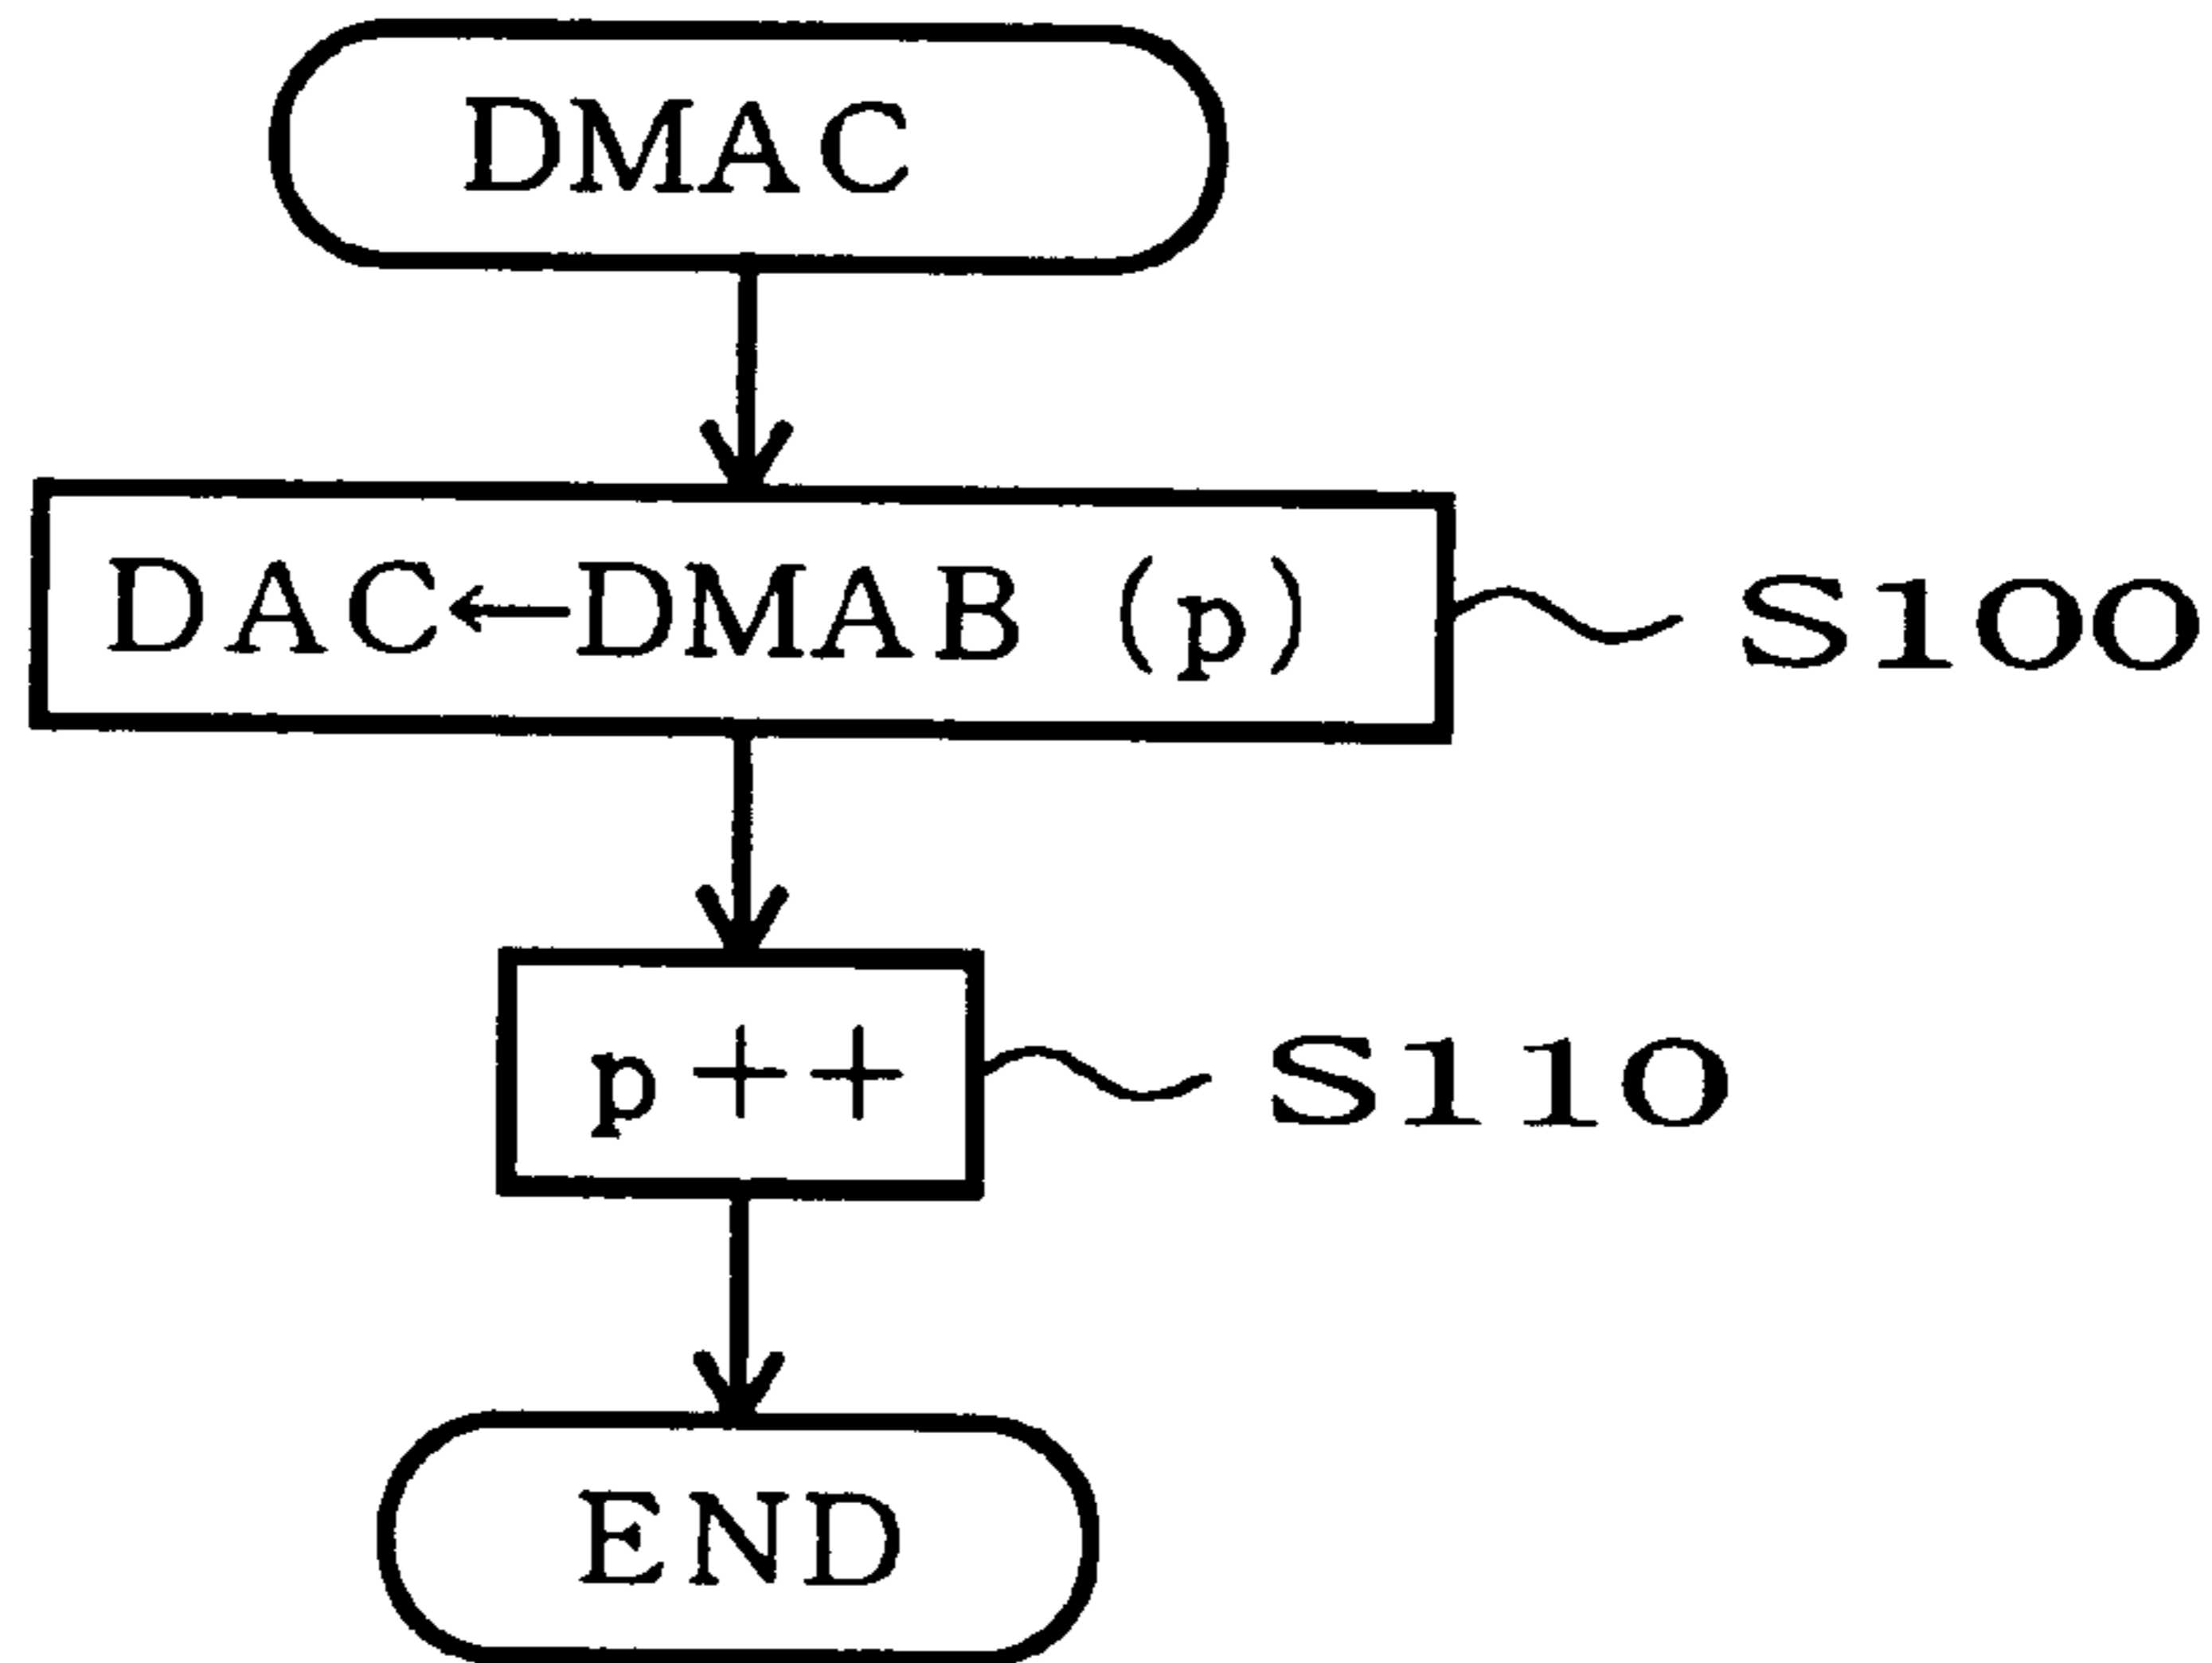 DMAC
DAC←DMAB (p)
S100
p++
S110
END